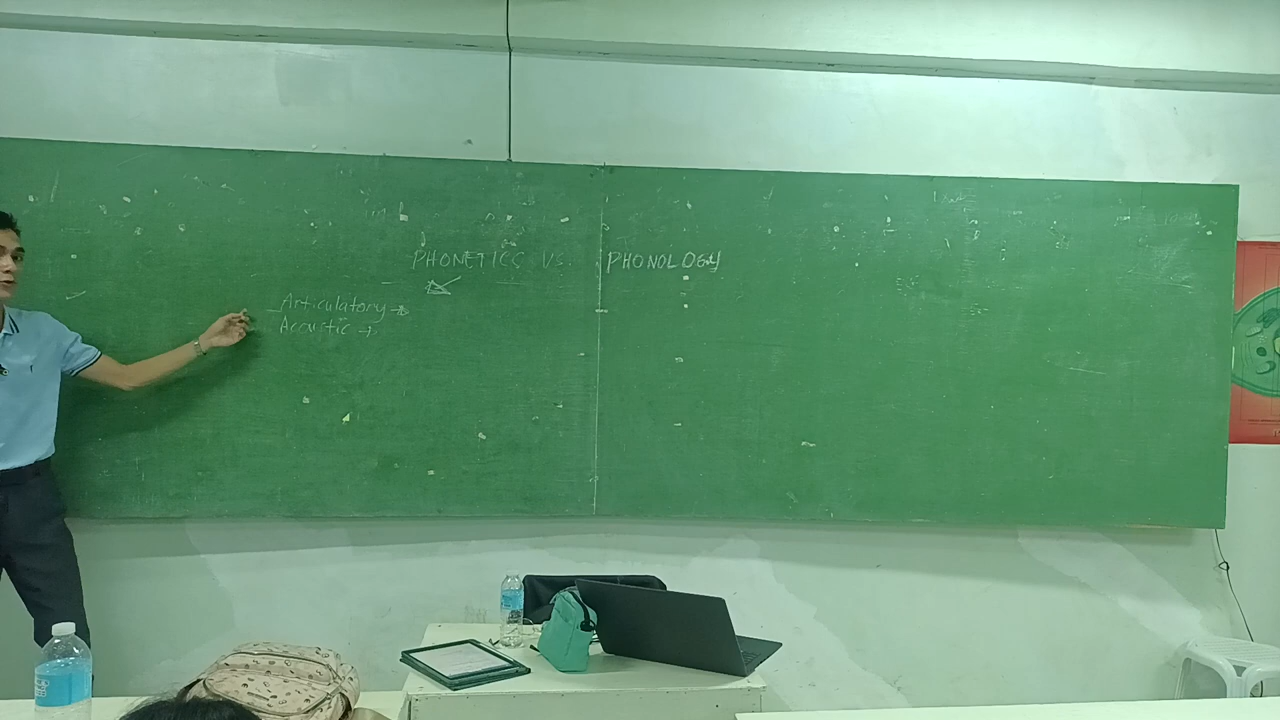 PHONETICS VS. PHONOLOGY
Articulatory →
Acoustic →